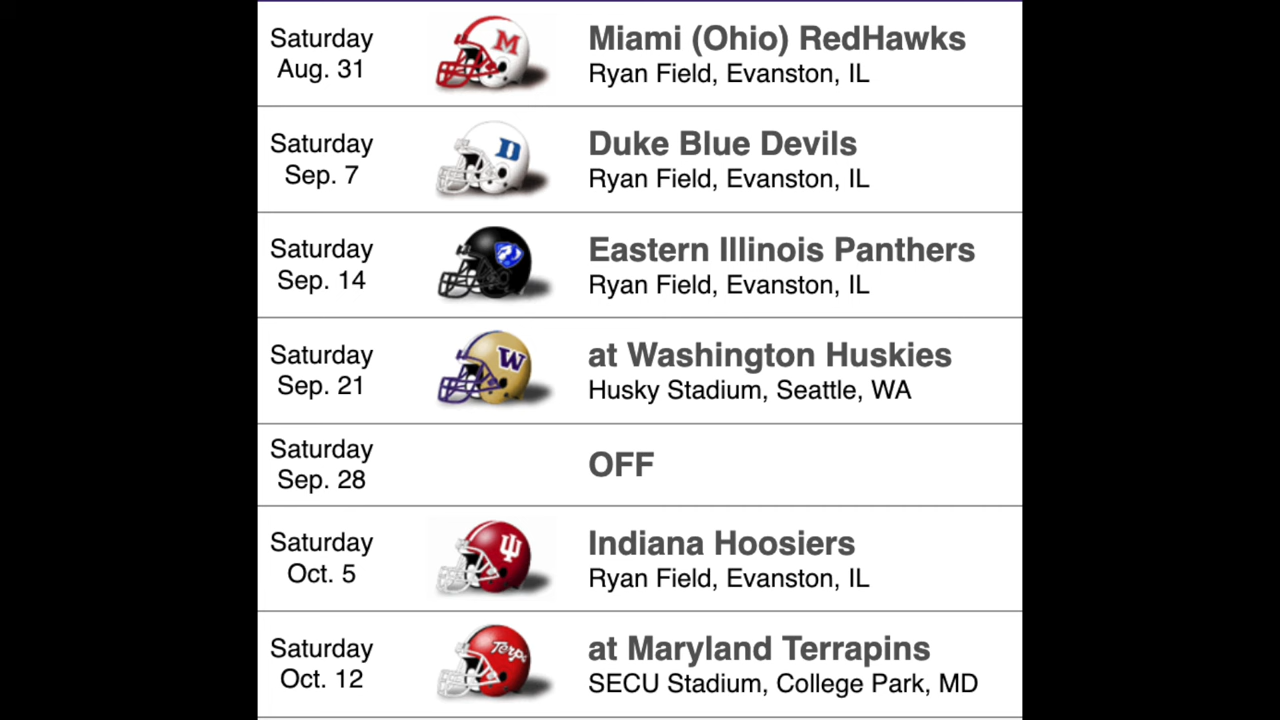 Saturday
Aug. 31
M
Miami (Ohio) RedHawks
Ryan Field, Evanston, IL
Saturday
Sep. 7
D
Duke Blue Devils
Ryan Field, Evanston, IL
Saturday
Sep. 14
Eastern Illinois Panthers
Ryan Field, Evanston, IL
Saturday
Sep. 21
W
at Washington Huskies
Husky Stadium, Seattle, WA
Saturday
Sep. 28
OFF
Saturday
Oct. 5
IU
Indiana Hoosiers
Ryan Field, Evanston, IL
Saturday
Oct. 12
Terps
at Maryland Terrapins
SECU Stadium, College Park, MD